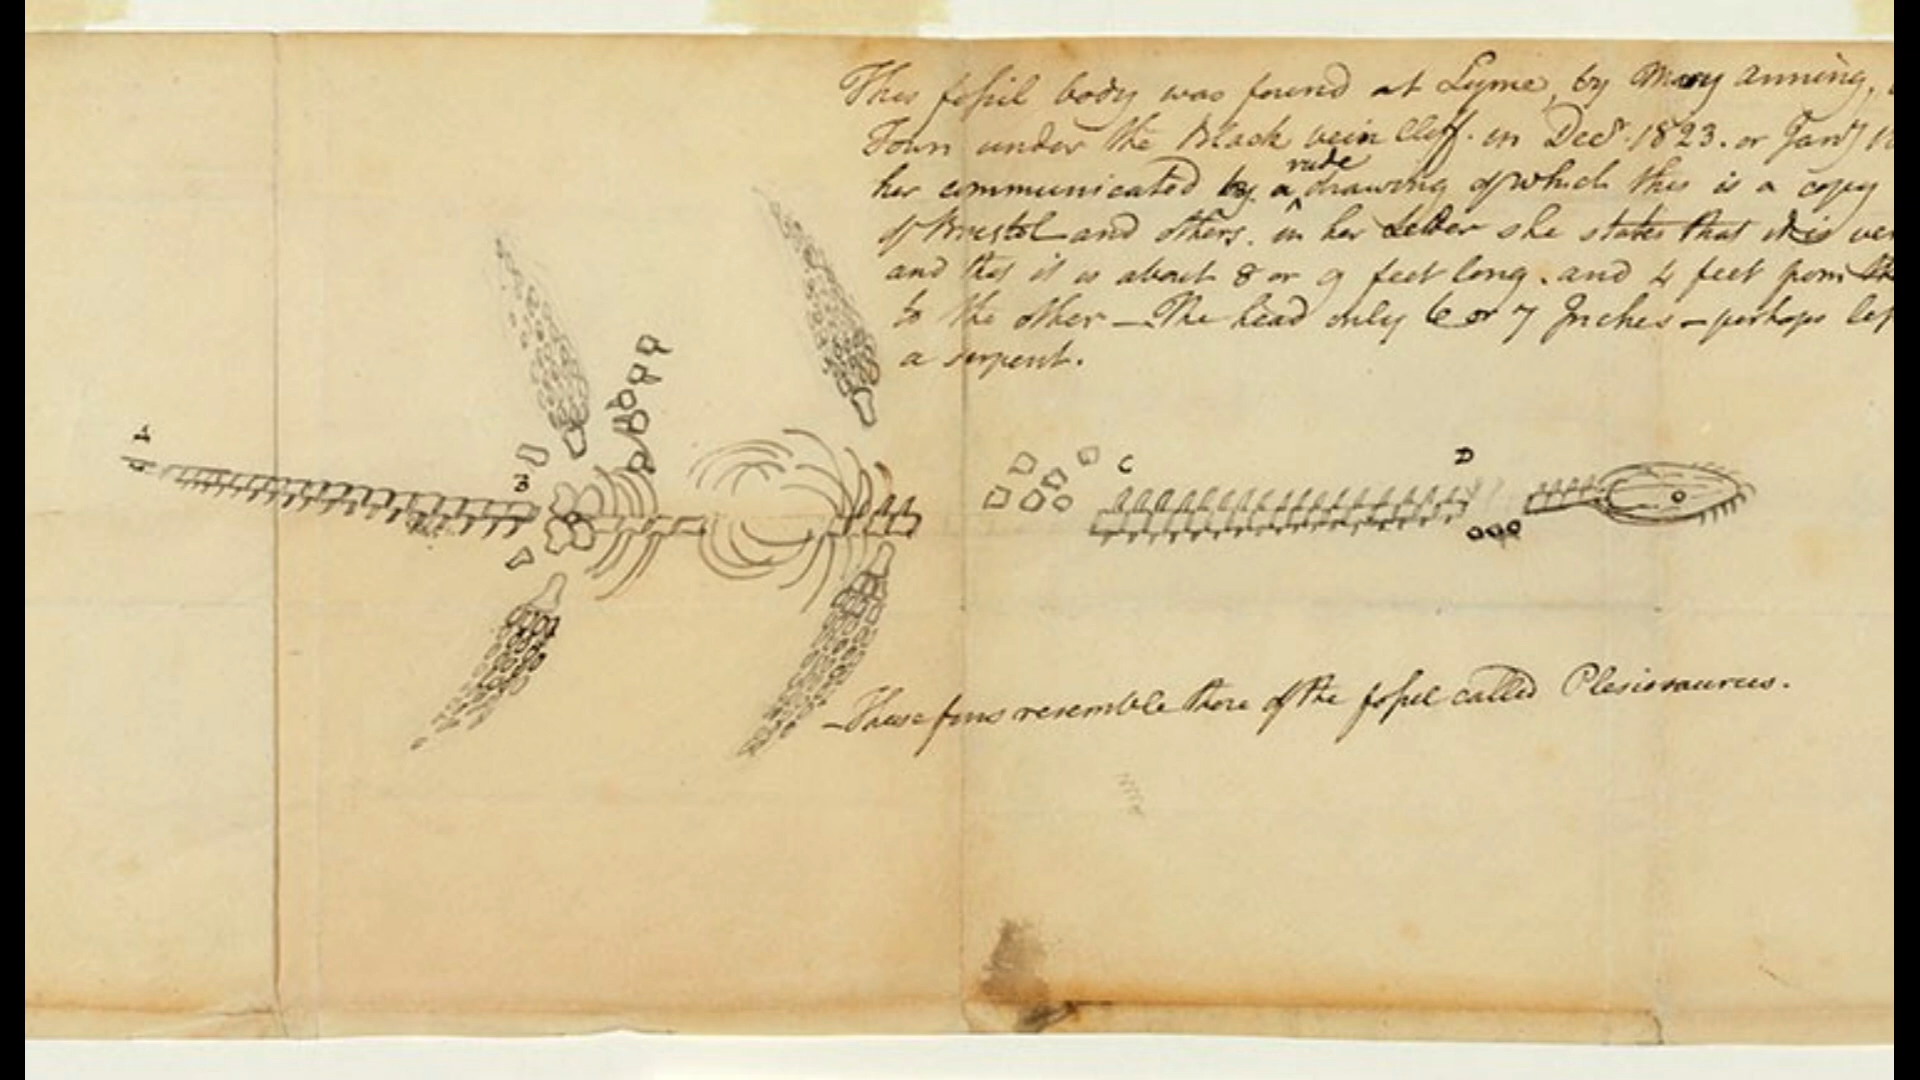 This fossil body was found at Lyme, by Mary Anning,
Town under the Black vein Cliff. in Decr. 1823. or Jany
rude
her communicated by a ^ drawing of which this is a copy
of Bristol and others. in her Letter she states that it is
and that it is about 8 or 9 feet long. and 4 feet from
to the other — The head only 6 or 7 Inches — perhaps
a serpent.
A
B
C
D
— These fins resemble those of the fossil called Plesiosaurus.